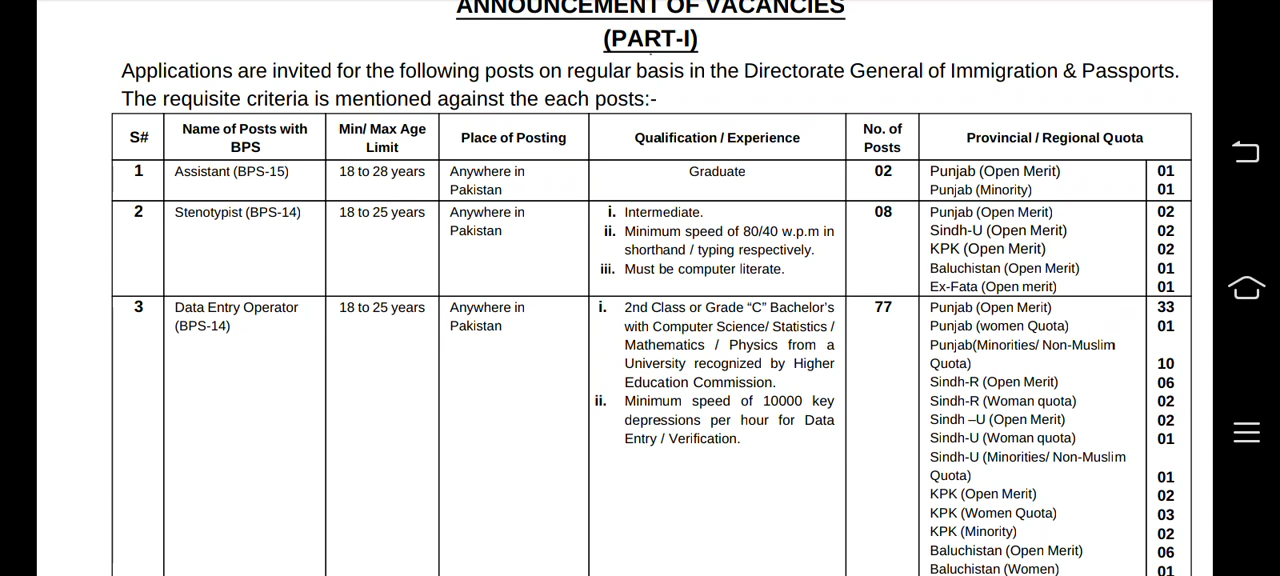 ANNOUNCEMENT OF VACANCIES
(PART-I)
Applications are invited for the following posts on regular basis in the Directorate General of Immigration & Passports.
The requisite criteria is mentioned against the each posts:-
S#
Name of Posts with
BPS
Min/ Max Age
Limit
Place of Posting
Qualification / Experience
No. of
Posts
Provincial / Regional Quota
1
Assistant (BPS-15)
18 to 28 years
Anywhere in
Pakistan
Graduate
02
Punjab (Open Merit) 01
Punjab (Minority) 01
2
Stenotypist (BPS-14)
18 to 25 years
Anywhere in
Pakistan
i. Intermediate.
ii. Minimum speed of 80/40 w.p.m in
shorthand / typing respectively.
iii. Must be computer literate.
08
Punjab (Open Merit) 02
Sindh-U (Open Merit) 02
KPK (Open Merit) 02
Baluchistan (Open Merit) 01
Ex-Fata (Open merit) 01
3
Data Entry Operator
(BPS-14)
18 to 25 years
Anywhere in
Pakistan
i. 2nd Class or Grade “C” Bachelor’s
with Computer Science/ Statistics /
Mathematics / Physics from a
University recognized by Higher
Education Commission.
ii. Minimum speed of 10000 key
depressions per hour for Data
Entry / Verification.
77
Punjab (Open Merit) 33
Punjab (women Quota) 01
Punjab(Minorities/ Non-Muslim
Quota) 10
Sindh-R (Open Merit) 06
Sindh-R (Woman quota) 02
Sindh –U (Open Merit) 02
Sindh-U (Woman quota) 01
Sindh-U (Minorities/ Non-Muslim
Quota) 01
KPK (Open Merit) 02
KPK (Women Quota) 03
KPK (Minority) 02
Baluchistan (Open Merit) 06
Baluchistan (Women) 01